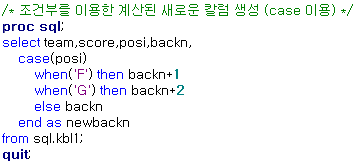 /* 조건부를 이용한 계산된 새로운 칼럼 생성 (case 이용) */
proc sql;
select team,score,posi,backn,
case(posi)
when('F') then backn+1
when('G') then backn+2
else backn
end as newbackn
from sql.kbl1;
quit;